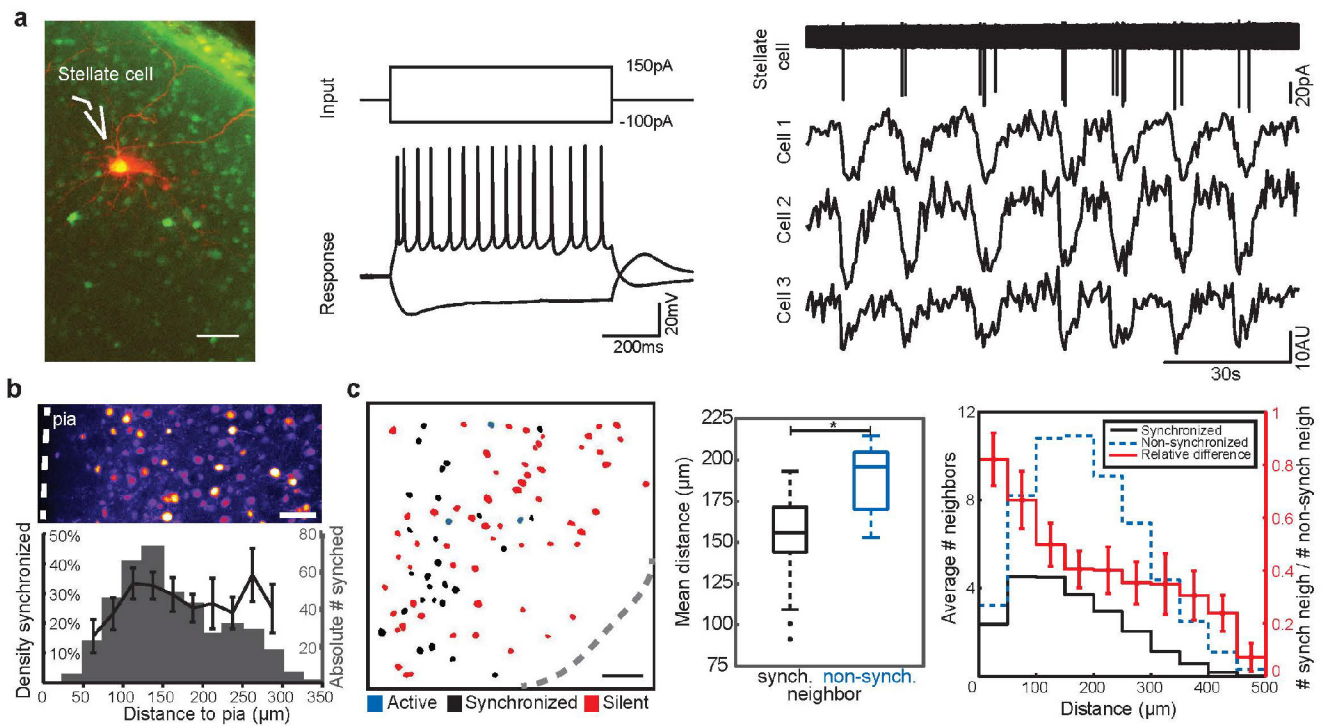 a
Stellate cell
Input
150pA
-100pA
Response
20mV
200ms
Stellate
cell
20pA
Cell 1
Cell 2
Cell 3
10AU
30s
b
pia
Density synchronized
50%
40%
30%
20%
10%
80
60
40
20
Absolute # synched
0 50 100 150 200 250 300 350
Distance to pia (µm)
c
Active Synchronized Silent
Mean distance (µm)
225
200
175
150
125
100
75
*
synch. non-synch.
neighbor
Average # neighbors
12
8
4
Synchronized
Non-synchronized
Relative difference
1
0.8
0.6
0.4
0.2
0
# synch neigh / # non-synch neigh
0 100 200 300 400 500
Distance (µm)